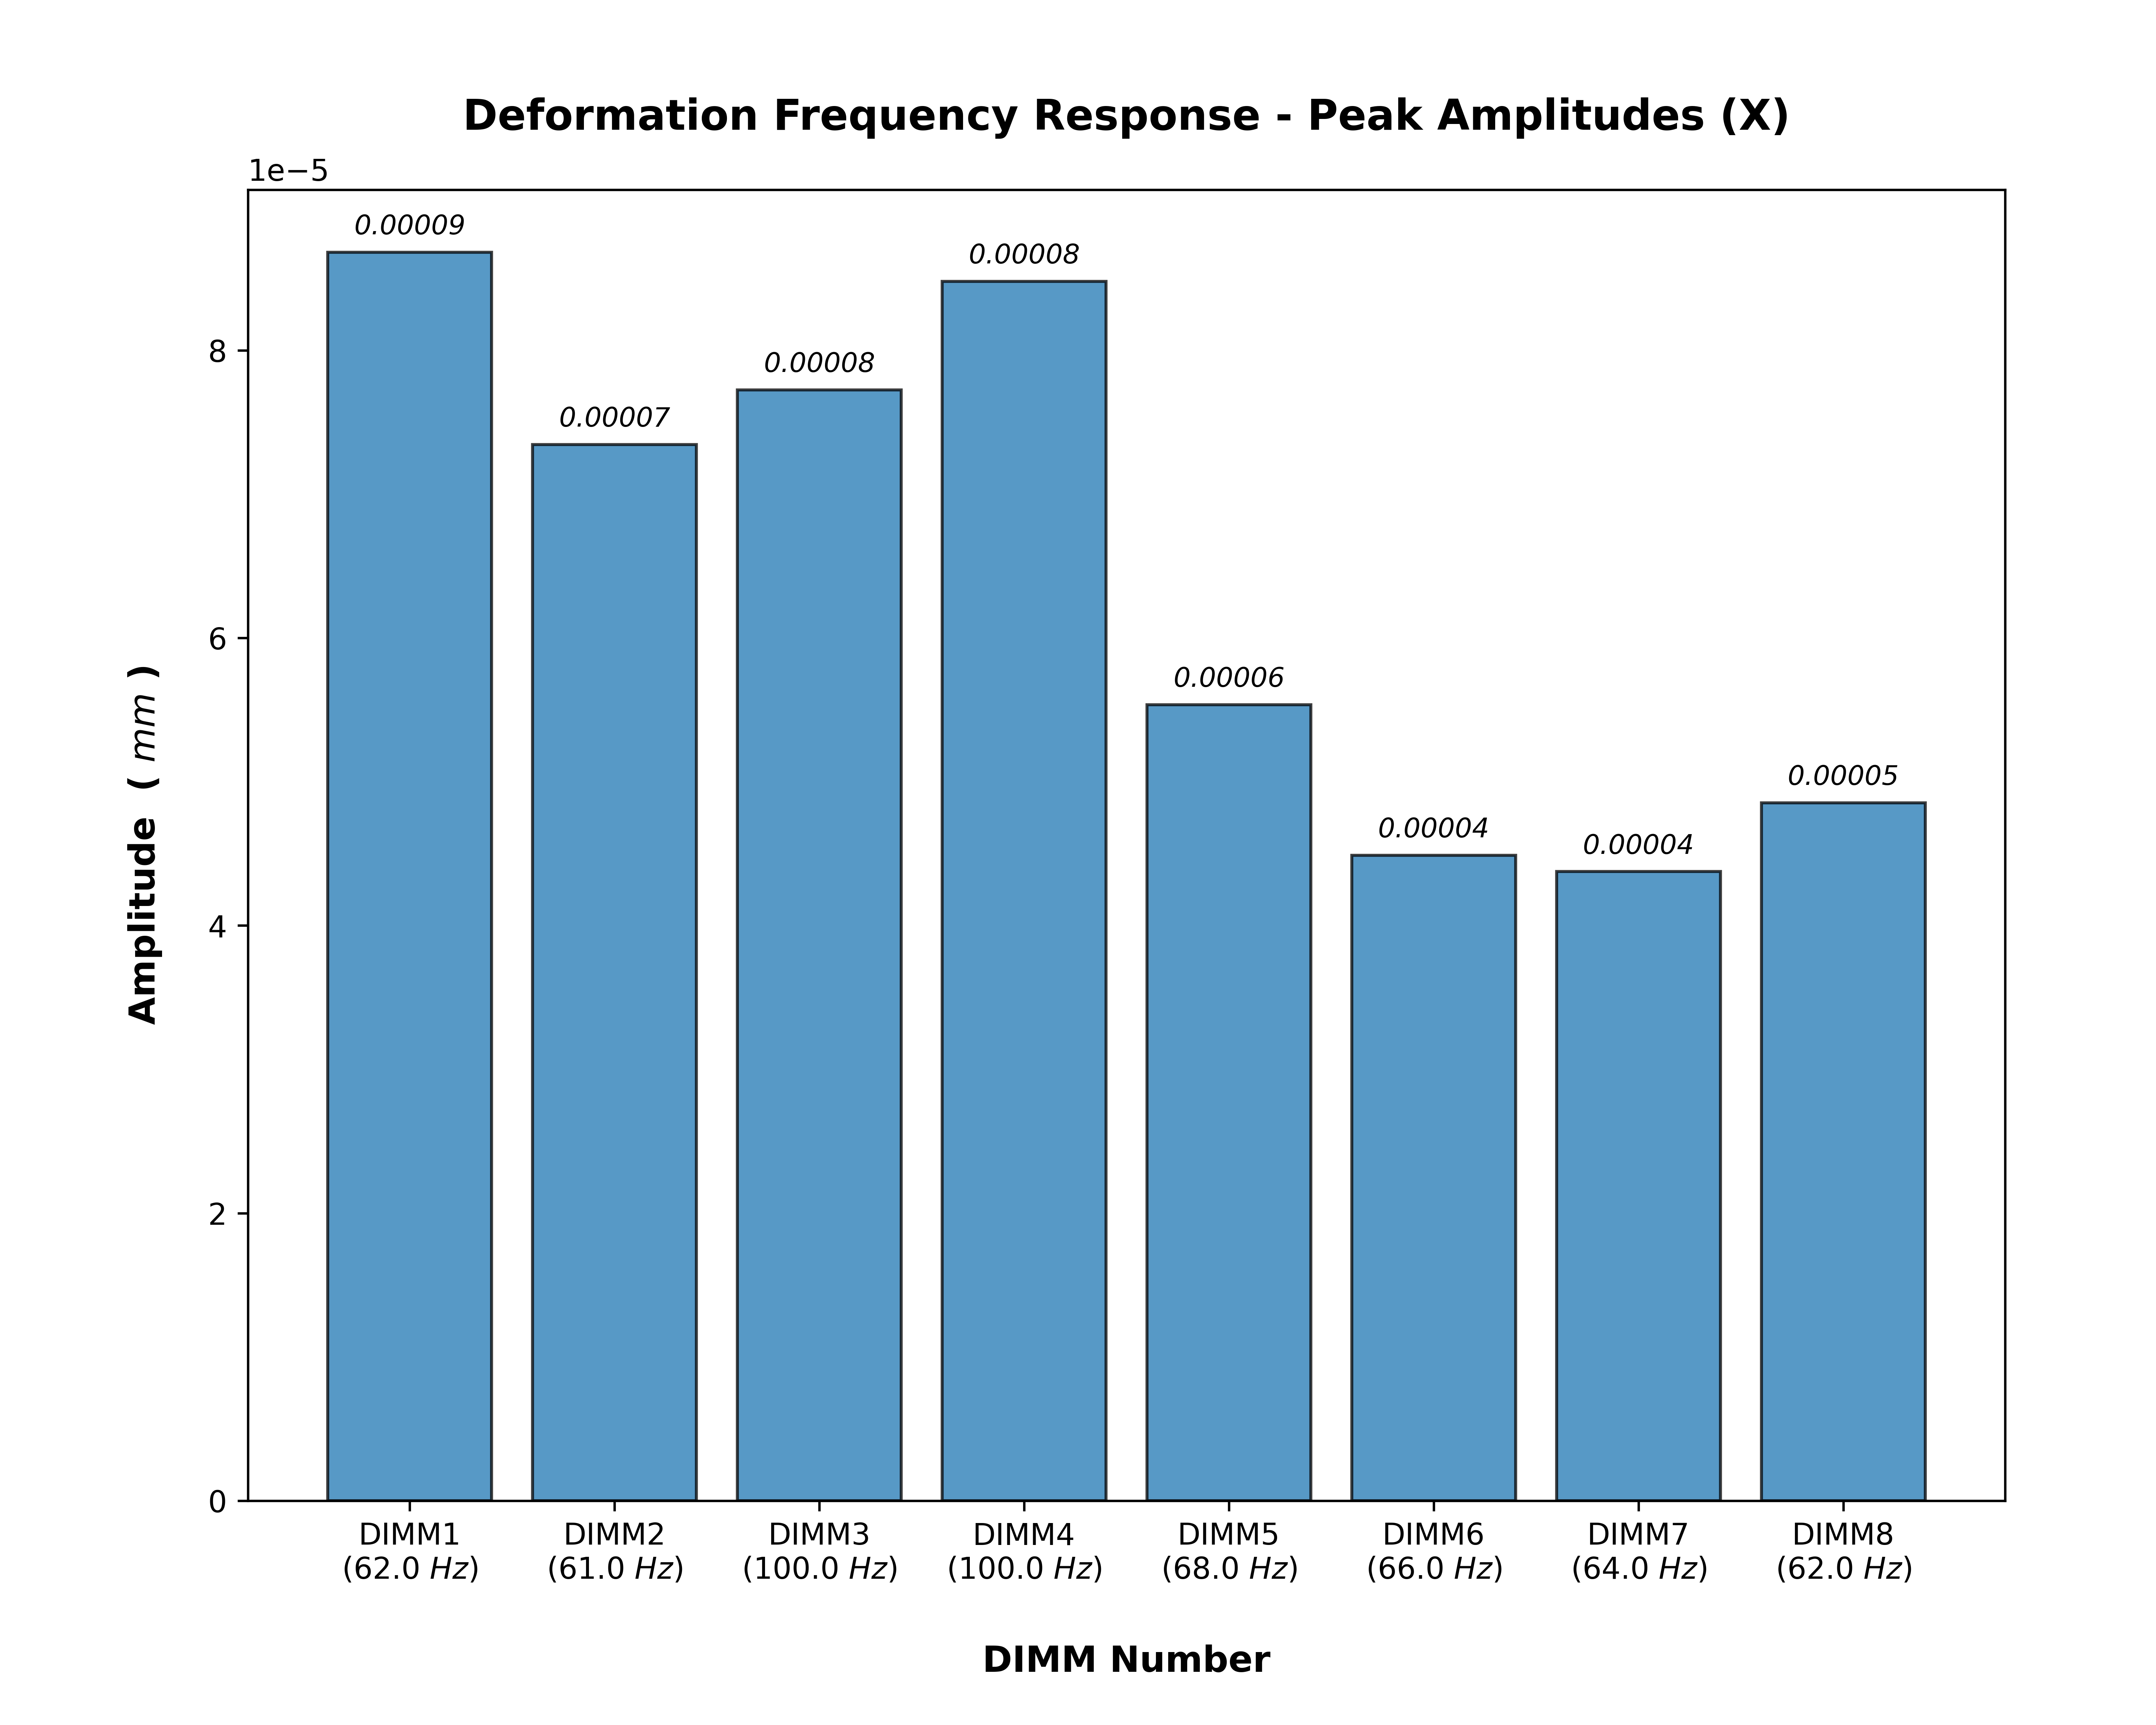 Deformation Frequency Response - Peak Amplitudes (X)
1e−5
0.00009
0.00007
0.00008
0.00008
0.00006
0.00004
0.00004
0.00005
8
6
4
2
0
Amplitude ( mm )
DIMM1
(62.0 Hz)
DIMM2
(61.0 Hz)
DIMM3
(100.0 Hz)
DIMM4
(100.0 Hz)
DIMM5
(68.0 Hz)
DIMM6
(66.0 Hz)
DIMM7
(64.0 Hz)
DIMM8
(62.0 Hz)
DIMM Number